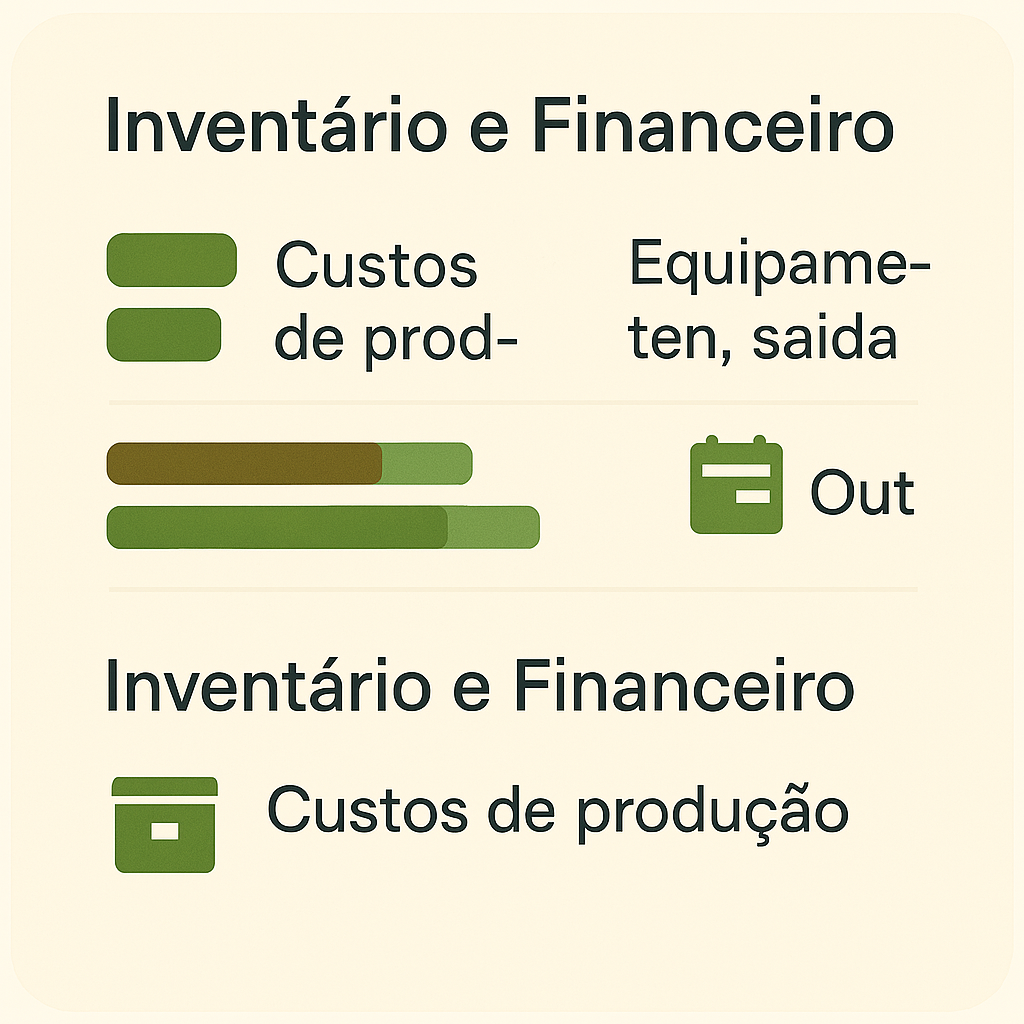 Inventário e Financeiro
Custos
de prod-
Equipame-
ten, saida
Out
Inventário e Financeiro
Custos de produção